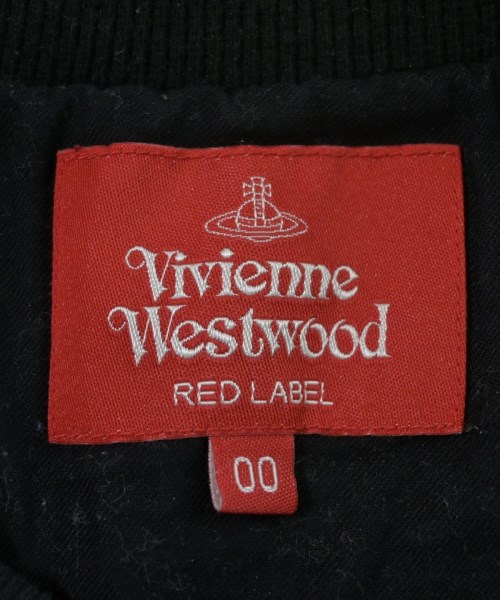 Vivienne
Westwood
RED LABEL
00